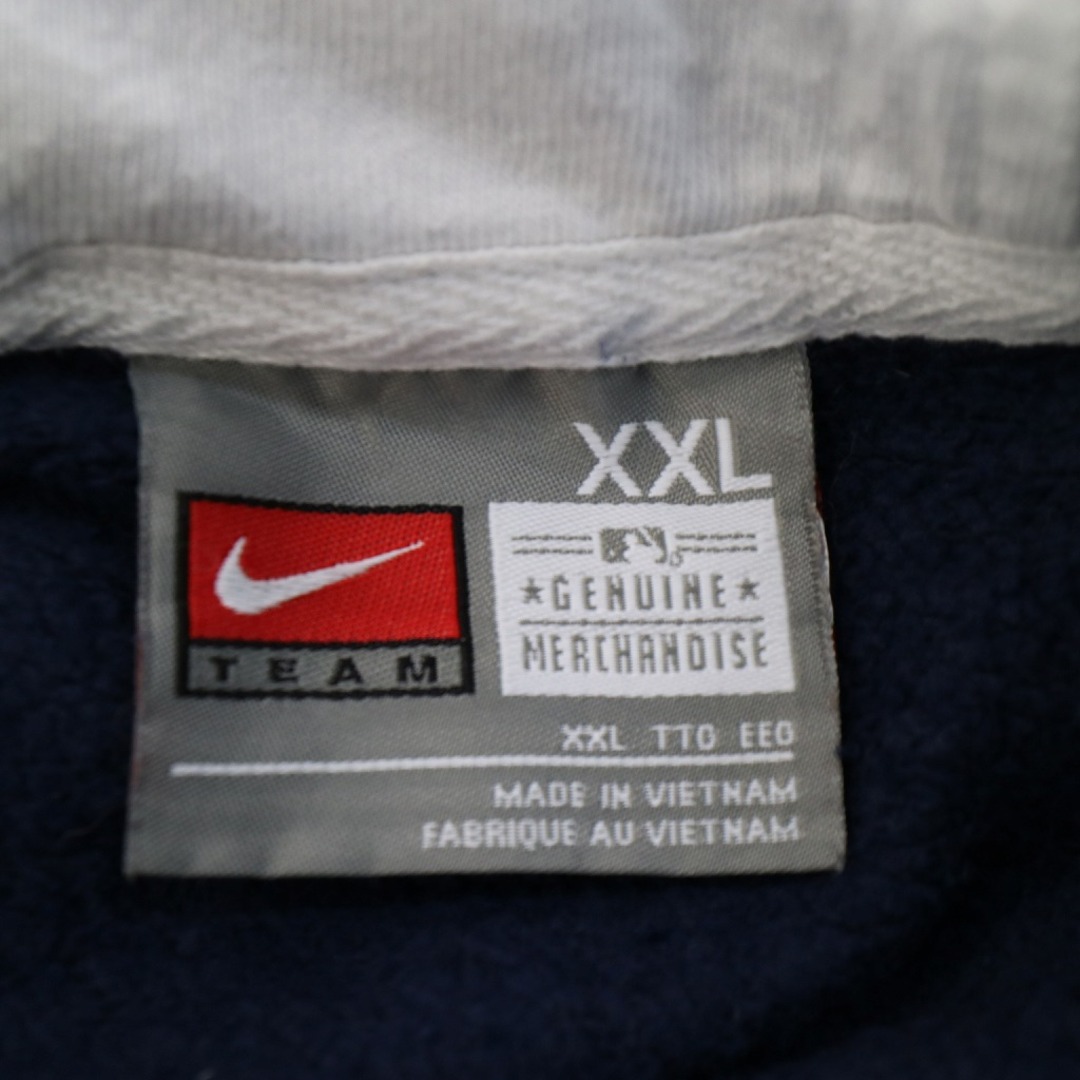 XXL
TEAM
GENUINE
MERCHANDISE
XXL TTG EEG
MADE IN VIETNAM
FABRIQUE AU VIETNAM